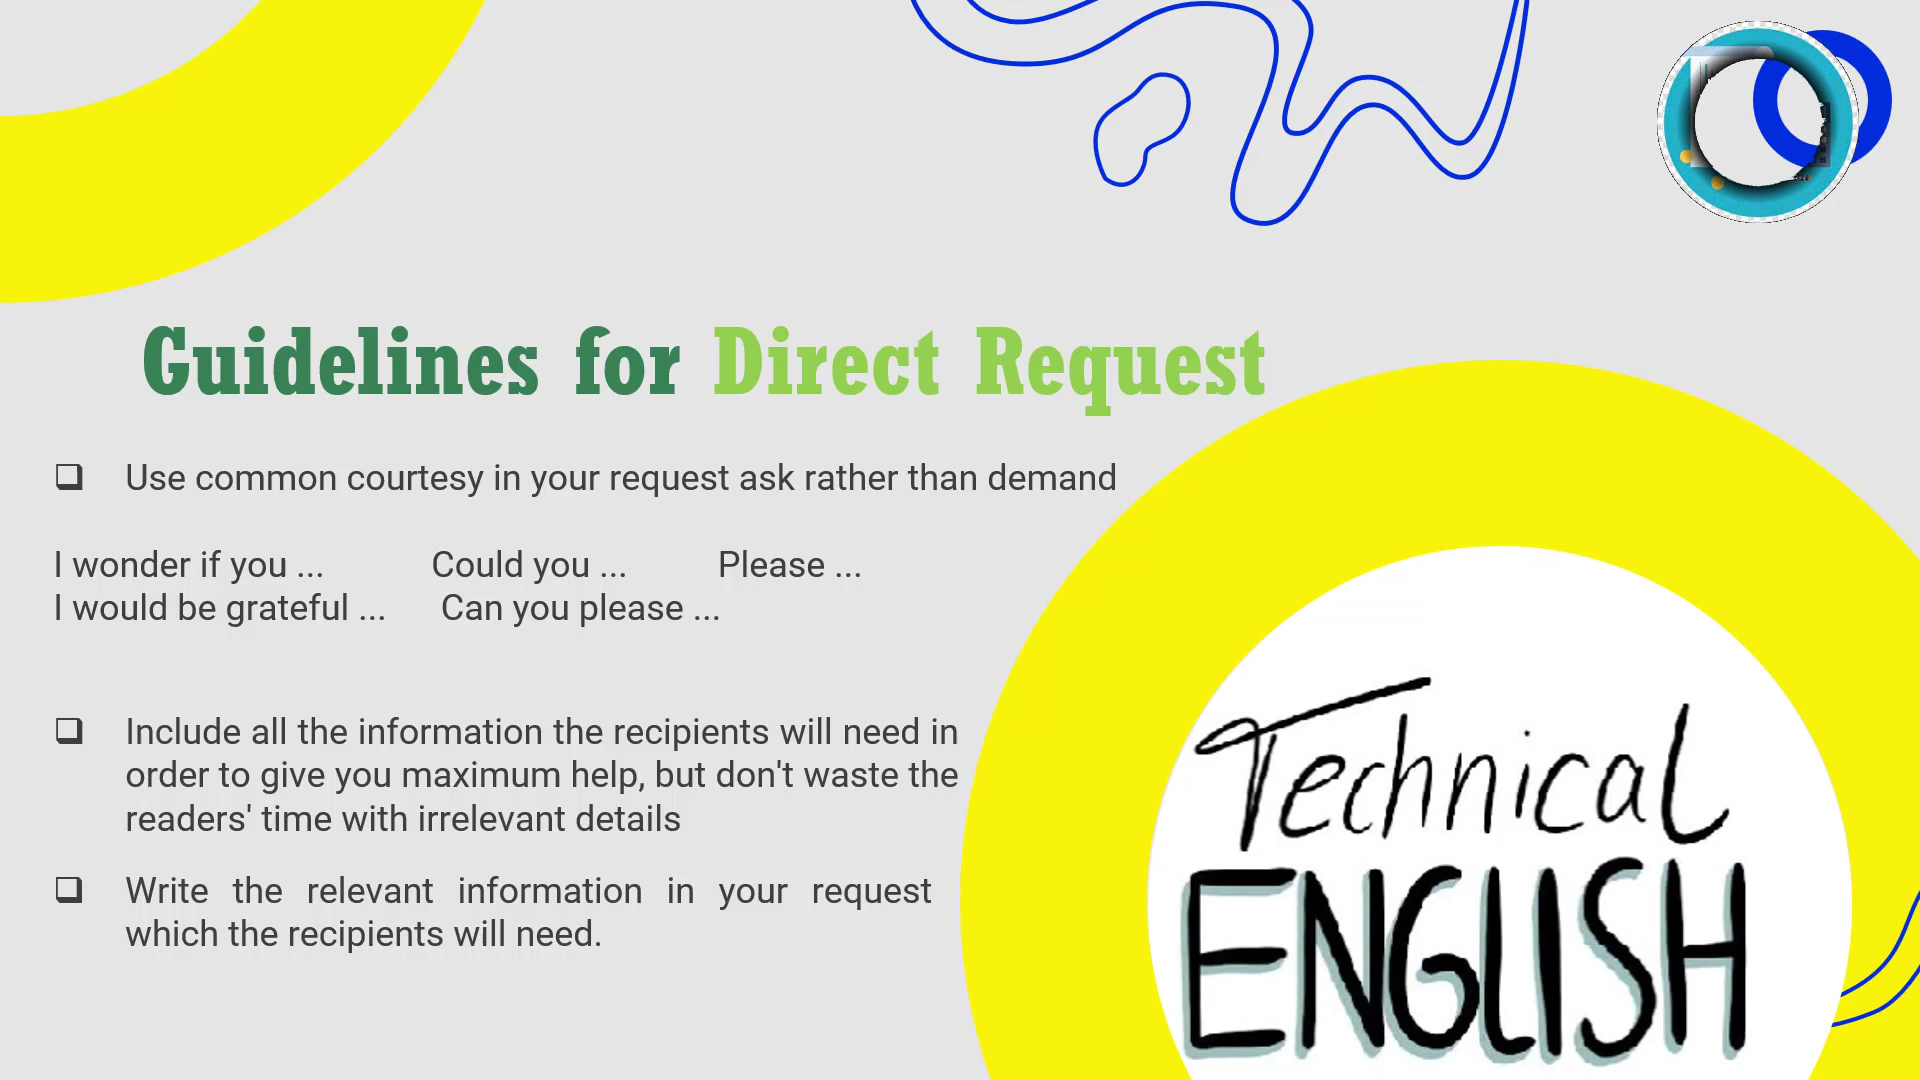 Guidelines for Direct Request
❑ Use common courtesy in your request ask rather than demand
I wonder if you ... Could you ... Please ...
I would be grateful ... Can you please ...
❑ Include all the information the recipients will need in
order to give you maximum help, but don't waste the
readers' time with irrelevant details
❑ Write the relevant information in your request
which the recipients will need.
Technical
ENGLISH